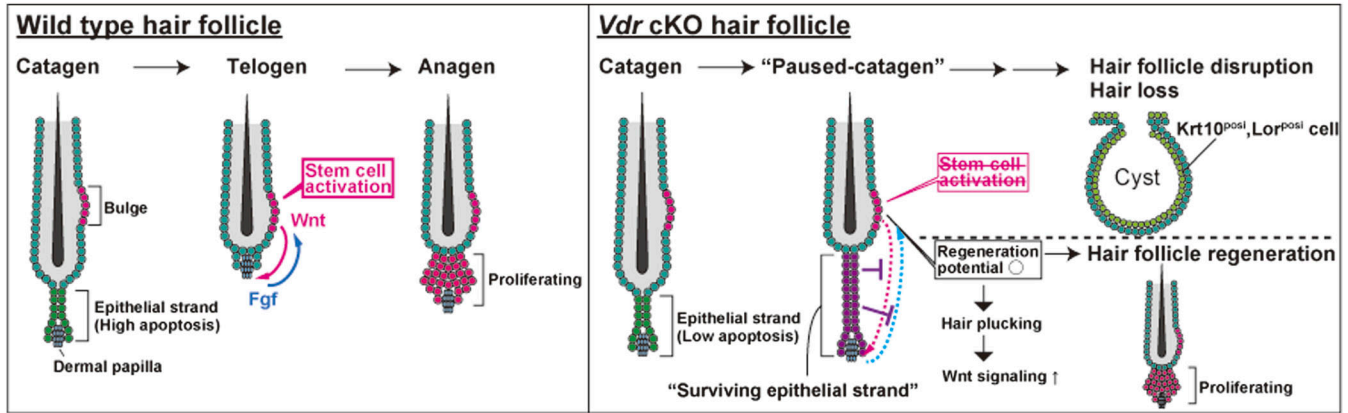 Wild type hair follicle
Catagen → Telogen → Anagen
Stem cell
activation
Bulge
Wnt
Fgf
Proliferating
Epithelial strand
(High apoptosis)
Dermal papilla
Vdr cKO hair follicle
Catagen → “Paused-catagen” → → Hair follicle disruption
Hair loss
Krt10posi,Lorposi cell
Cyst
Stem cell
activation
Regeneration
potential ○
Hair follicle regeneration
Epithelial strand
(Low apoptosis)
Hair plucking
Wnt signaling ↑
“Surviving epithelial strand”
Proliferating